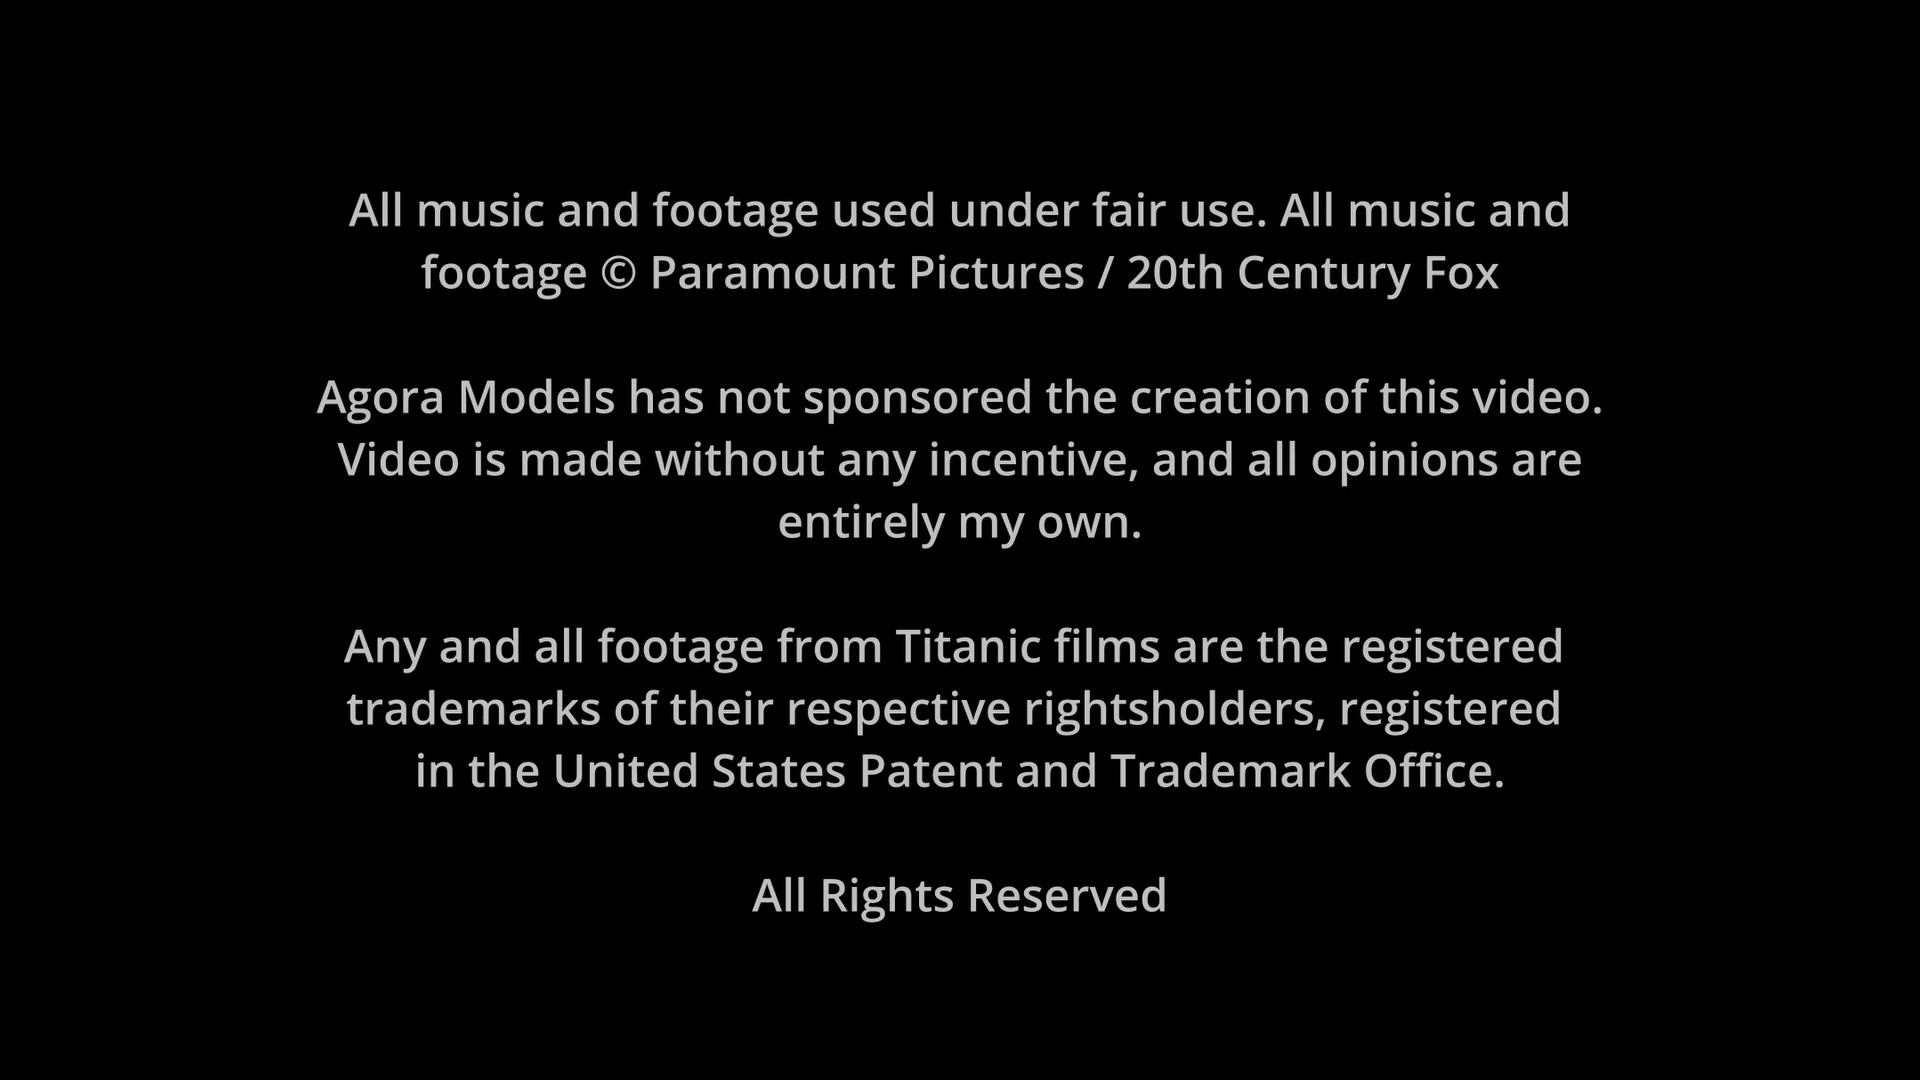 All music and footage used under fair use. All music and
footage © Paramount Pictures / 20th Century Fox
Agora Models has not sponsored the creation of this video.
Video is made without any incentive, and all opinions are
entirely my own.
Any and all footage from Titanic films are the registered
trademarks of their respective rightsholders, registered
in the United States Patent and Trademark Office.
All Rights Reserved